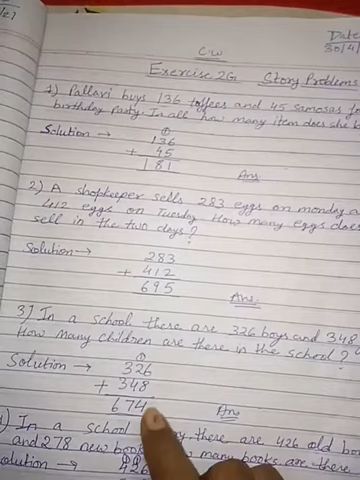 Date
30/4/
C.W
Exercise 2G Story Problems
1) Pallavi buys 136 toffees and 45 samosas
birthday party. In all how many item does she
Solution →
1
136
+ 45
181
Ans
2) A shopkeeper sells 283 eggs on monday
412 eggs on Tuesday How many eggs does
sell in the two days?
Solution →
283
+ 412
695
Ans
3) In a school there are 326 boys and 348
How many children are there in the school?
Solution →
1
326
+ 348
674
Ans
In a school there are 426 old
and 278 new many books are there
Solution →
426